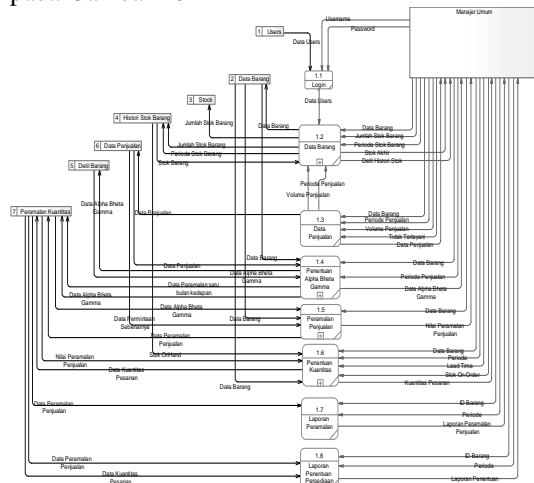 pada Gambar
Manajer Umum
Username
Password
1 Users
Data Users
1.1
Login
Data Users
2 Data Barang
3 Stock
Jumlah Stok Barang
Data Barang
4 Histori Stok Barang
1.2
Data Barang
Jumlah Stok Barang
Periode Stok Barang
Stok Barang
Data Barang
Jumlah Stok Barang
Periode Stok Barang
Stok Akhir
Detil Histori Stok
6 Data Penjualan
5 Detil Barang
Periode Penjualan
Volume Penjualan
Data Alpha Bheta
Gamma
7 Peramalan Kuantitas
Data Penjualan
1.3
Data
Penjualan
Data Barang
Periode Penjualan
Volume Penjualan
Tidak Terlayani
Data Penjualan
Data Barang
Data Penjualan
Data Alpha Bheta
Gamma
1.4
Penentuan
Alpha Bheta
Gamma
Data Barang
Periode Penjualan
Data Alpha Bheta
Gamma
Data Peramalan satu
bulan kedepan
Data Alpha Bheta
Gamma
Data Alpha Bheta
Gamma
Data Permintaan
Sebenarnya
Data Barang
1.5
Peramalan
Penjualan
Data Barang
Nilai Peramalan
Penjualan
Data Peramalan
Penjualan
Stok OnHand
Nilai Peramalan
Penjualan
Data Kuantitas
Pesanan
Data Barang
1.6
Penentuan
Kuantitas
Data Barang
Periode
Lead Time
Stok On Order
Kuantitas Pesanan
Data Peramalan
Penjualan
1.7
Laporan
Peramalan
ID Barang
Periode
Laporan Peramalan
Penjualan
Data Peramalan
Penjualan
Data Kuantitas
Pesanan
1.8
Laporan
Penentuan
Persediaan
ID Barang
Periode
Laporan Penentuan